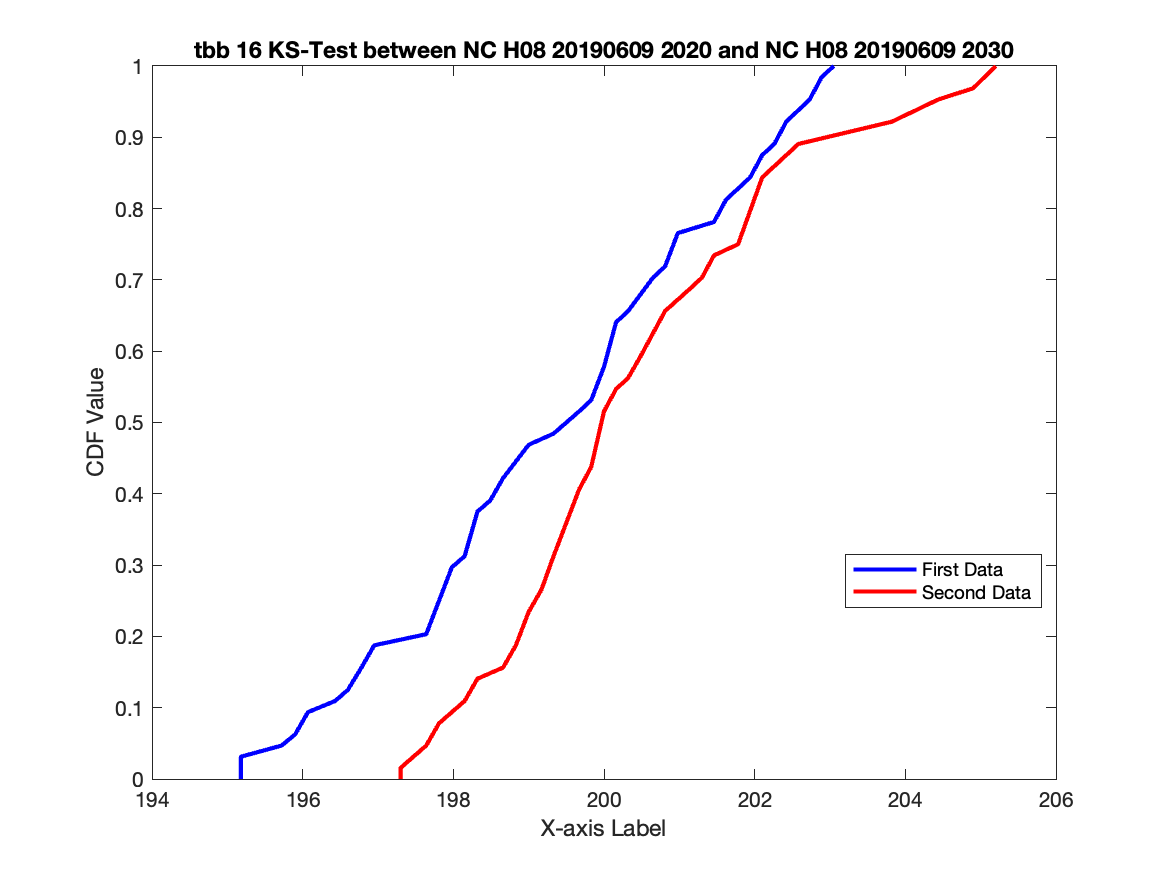 tbb 16 KS-Test between NC H08 20190609 2020 and NC H08 20190609 2030
1
0.9
0.8
0.7
0.6
0.5
0.4
0.3
0.2
0.1
0
CDF Value
First Data
Second Data
194 196 198 200 202 204 206
X-axis Label